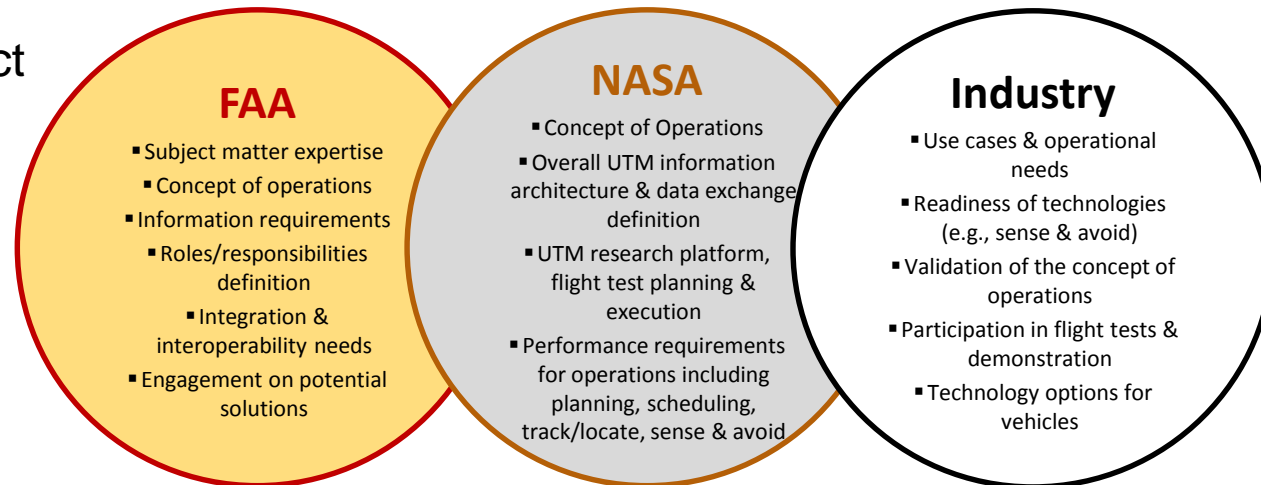 ct
FAA
▪ Subject matter expertise
▪ Concept of operations
▪ Information requirements
▪ Roles/responsibilities
definition
▪ Integration &
interoperability needs
▪ Engagement on potential
solutions
NASA
▪ Concept of Operations
▪ Overall UTM information
architecture & data exchange
definition
▪ UTM research platform,
flight test planning &
execution
▪ Performance requirements
for operations including
planning, scheduling,
track/locate, sense & avoid
Industry
▪ Use cases & operational
needs
▪ Readiness of technologies
(e.g., sense & avoid)
▪ Validation of the concept of
operations
▪ Participation in flight tests &
demonstration
▪ Technology options for
vehicles